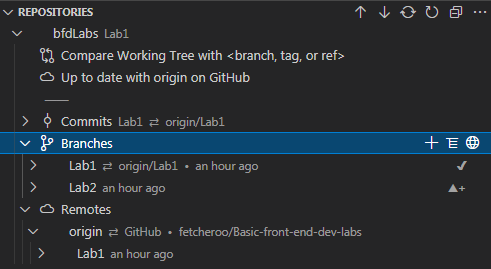 REPOSITORIES
bfdLabs Lab1
Compare Working Tree with <branch, tag, or ref>
Up to date with origin on GitHub
Commits Lab1 ⇄ origin/Lab1
Branches
Lab1 ⇄ origin/Lab1 • an hour ago
Lab2 an hour ago
Remotes
origin ⇄ GitHub • fetcheroo/Basic-front-end-dev-labs
Lab1 an hour ago